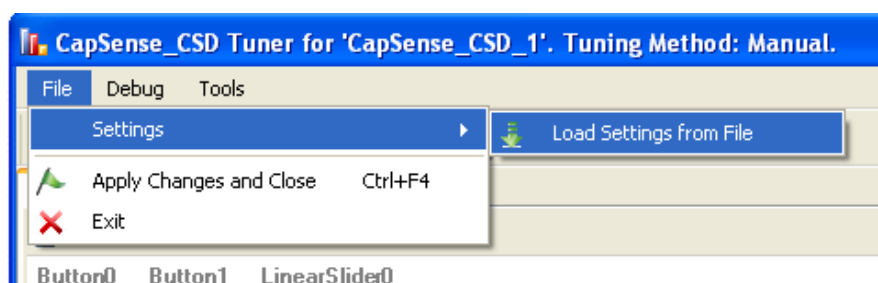 CapSense_CSD Tuner for 'CapSense_CSD_1'. Tuning Method: Manual.
File Debug Tools
Settings Load Settings from File
Apply Changes and Close Ctrl+F4
Exit
Button0 Button1 LinearSlider0